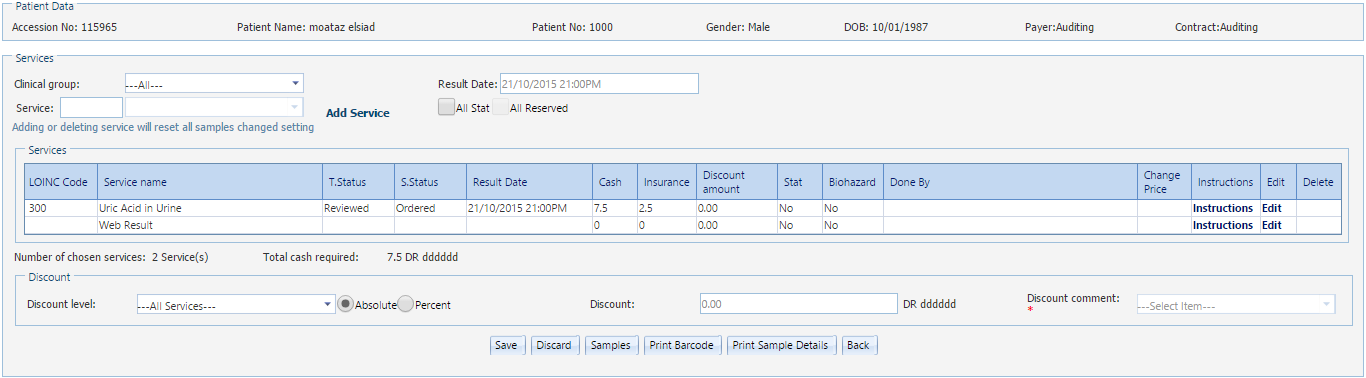 Patient Data
Accession No: 115965 Patient Name: moataz elsiad Patient No: 1000 Gender: Male DOB: 10/01/1987 Payer:Auditing Contract:Auditing
Services
Clinical group: ---All--- Result Date: 21/10/2015 21:00PM
Service: Add Service All Stat All Reserved
Adding or deleting service will reset all samples changed setting
Services
LOINC Code Service name T.Status S.Status Result Date Cash Insurance Discount amount Stat Biohazard Done By Change Price Instructions Edit Delete
300 Uric Acid in Urine Reviewed Ordered 21/10/2015 21:00PM 7.5 2.5 0.00 No No Instructions Edit
Web Result 0 0 0.00 No No Instructions Edit
Number of chosen services: 2 Service(s) Total cash required: 7.5 DR dddddd
Discount
Discount level: ---All Services--- Absolute Percent Discount: 0.00 DR dddddd Discount comment: * ---Select Item---
Save Discard Samples Print Barcode Print Sample Details Back